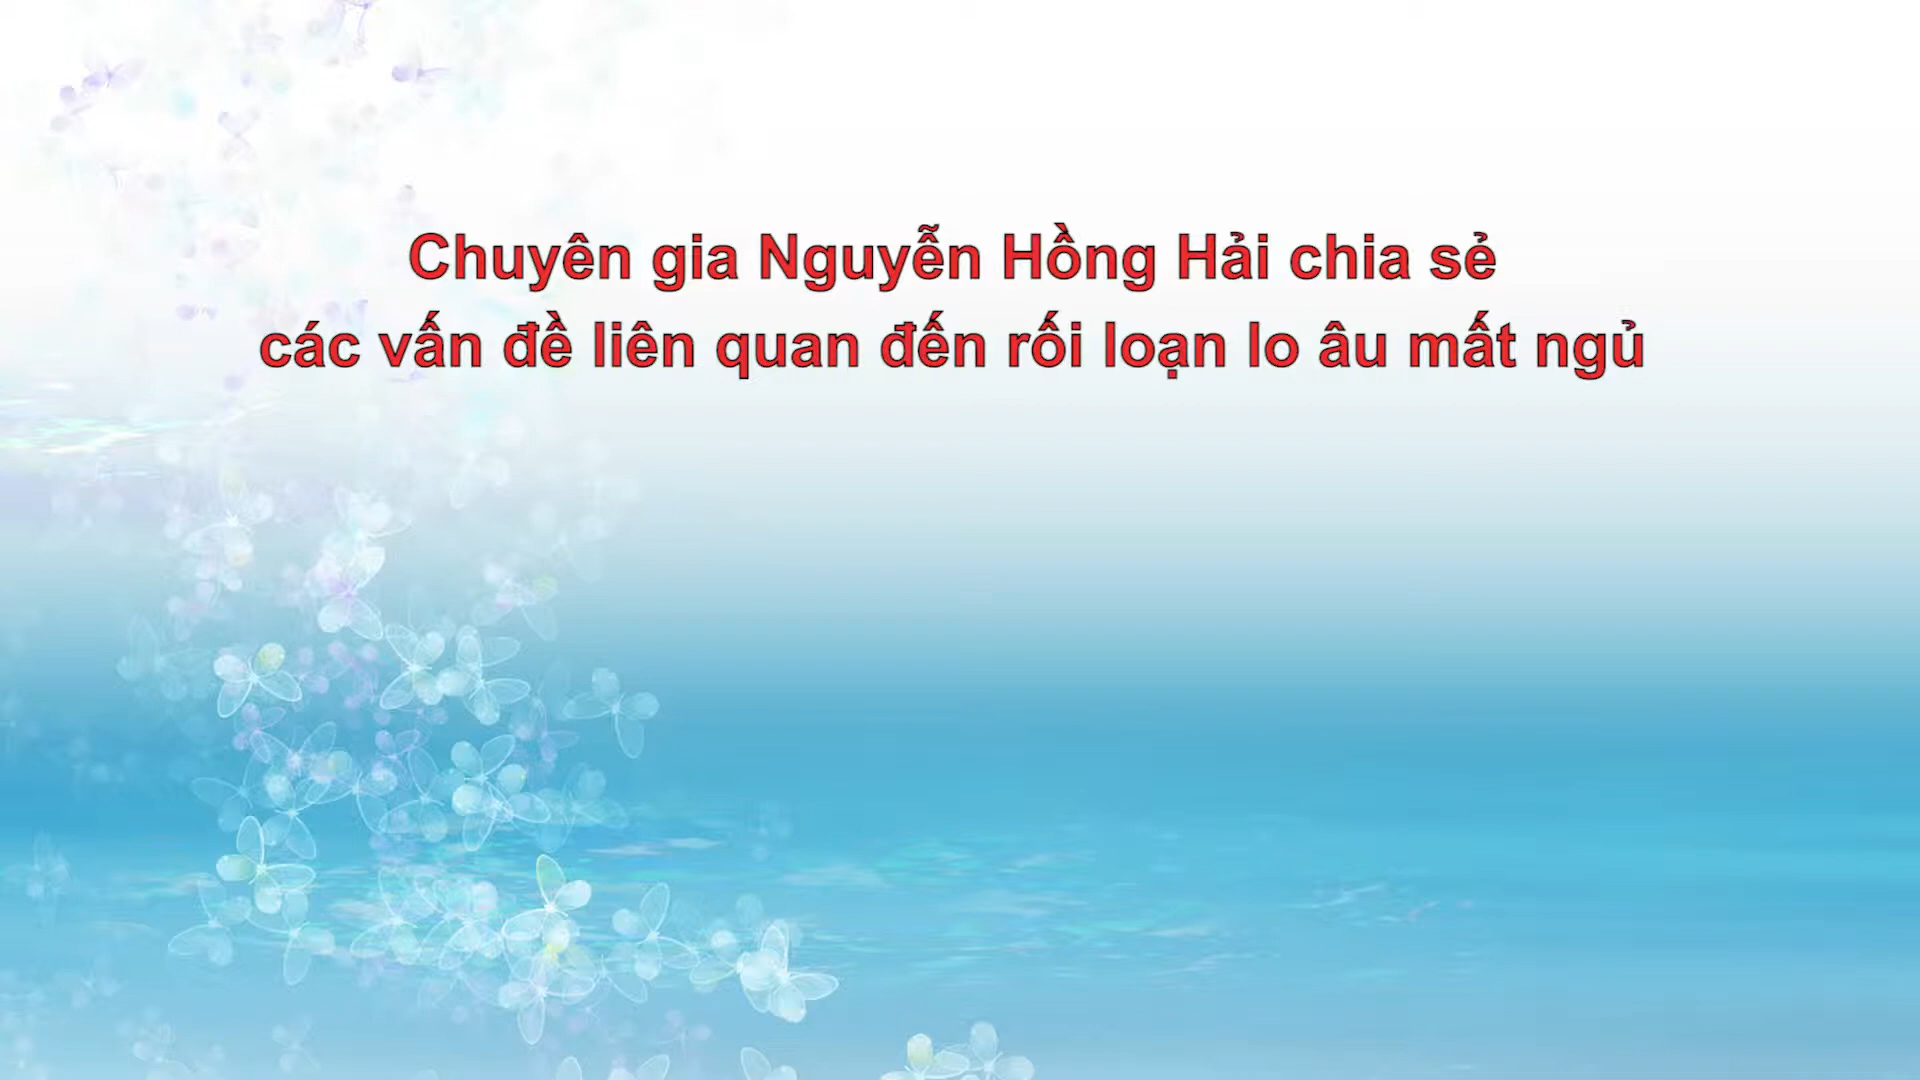 Chuyên gia Nguyễn Hồng Hải chia sẻ
các vấn đề liên quan đến rối loạn lo âu mất ngủ